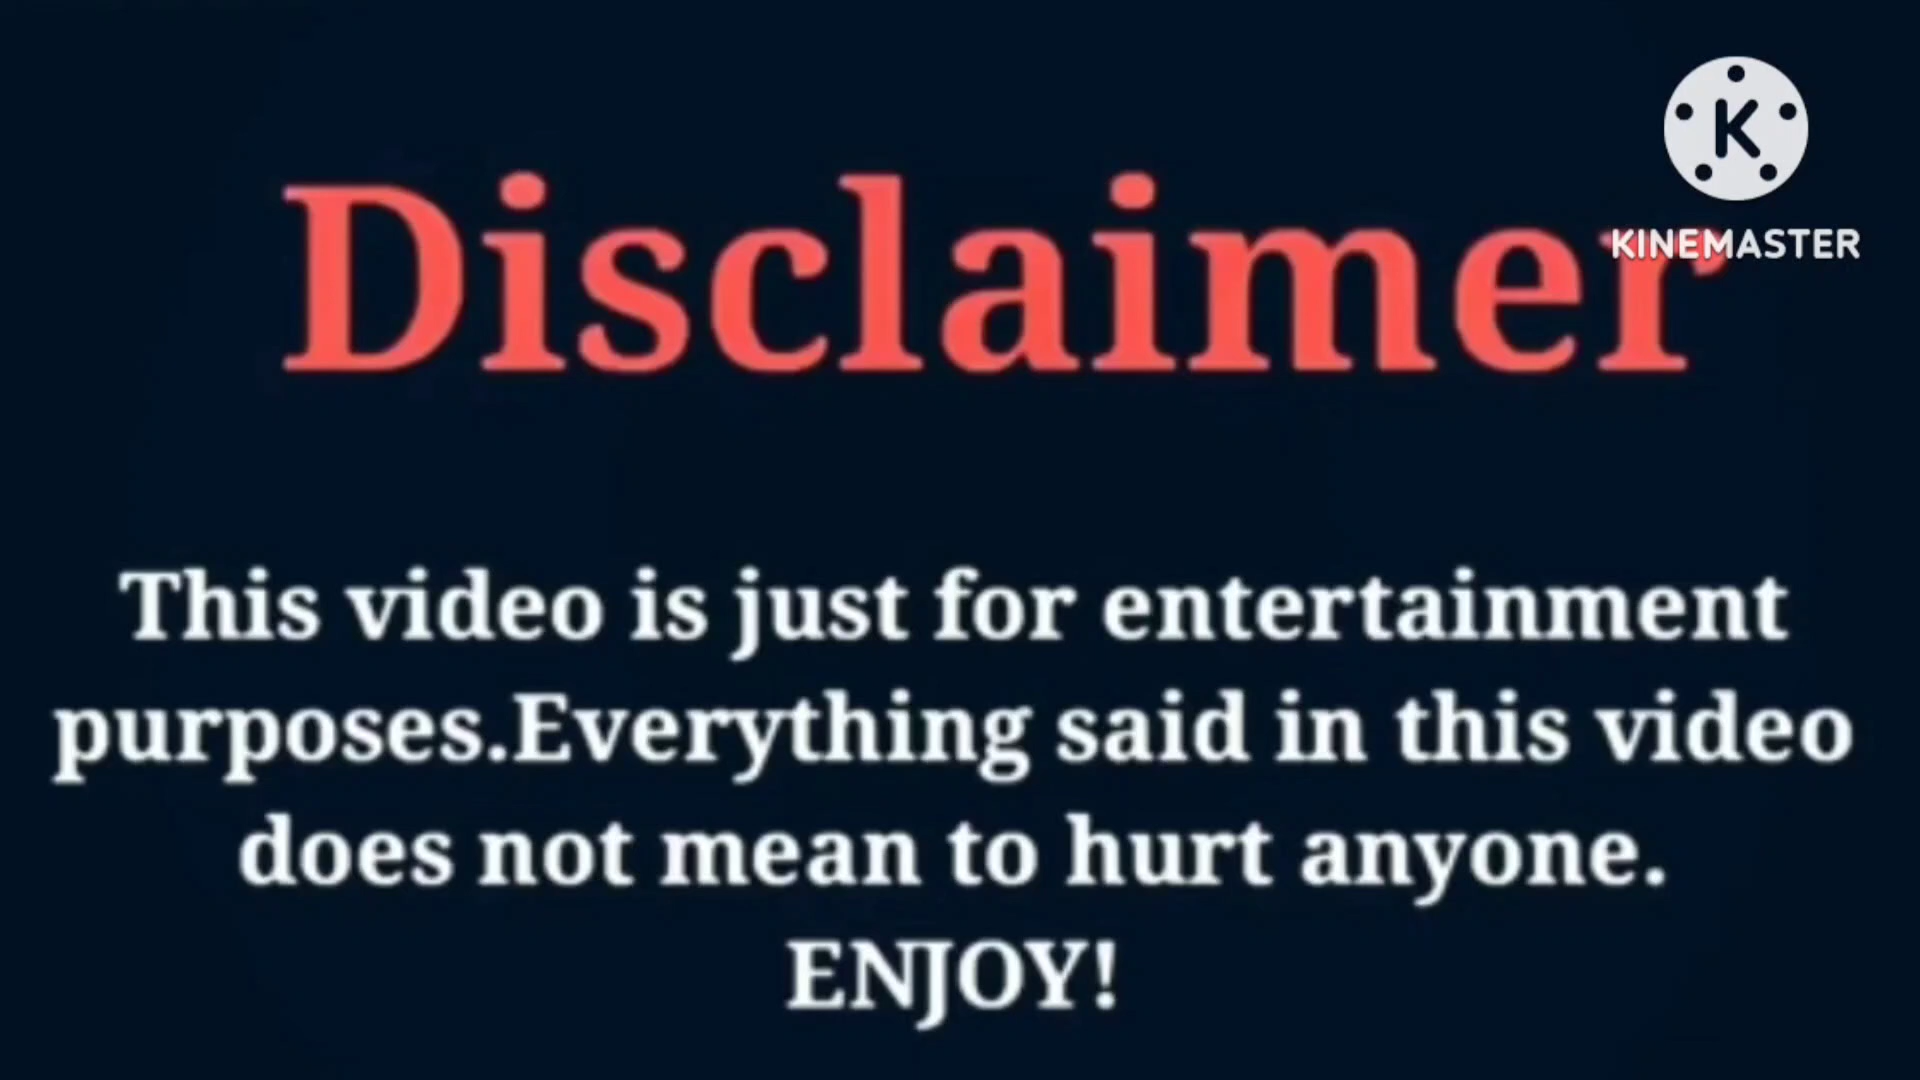 K
KINEMASTER
Disclaimer
This video is just for entertainment
purposes.Everything said in this video
does not mean to hurt anyone.
ENJOY!